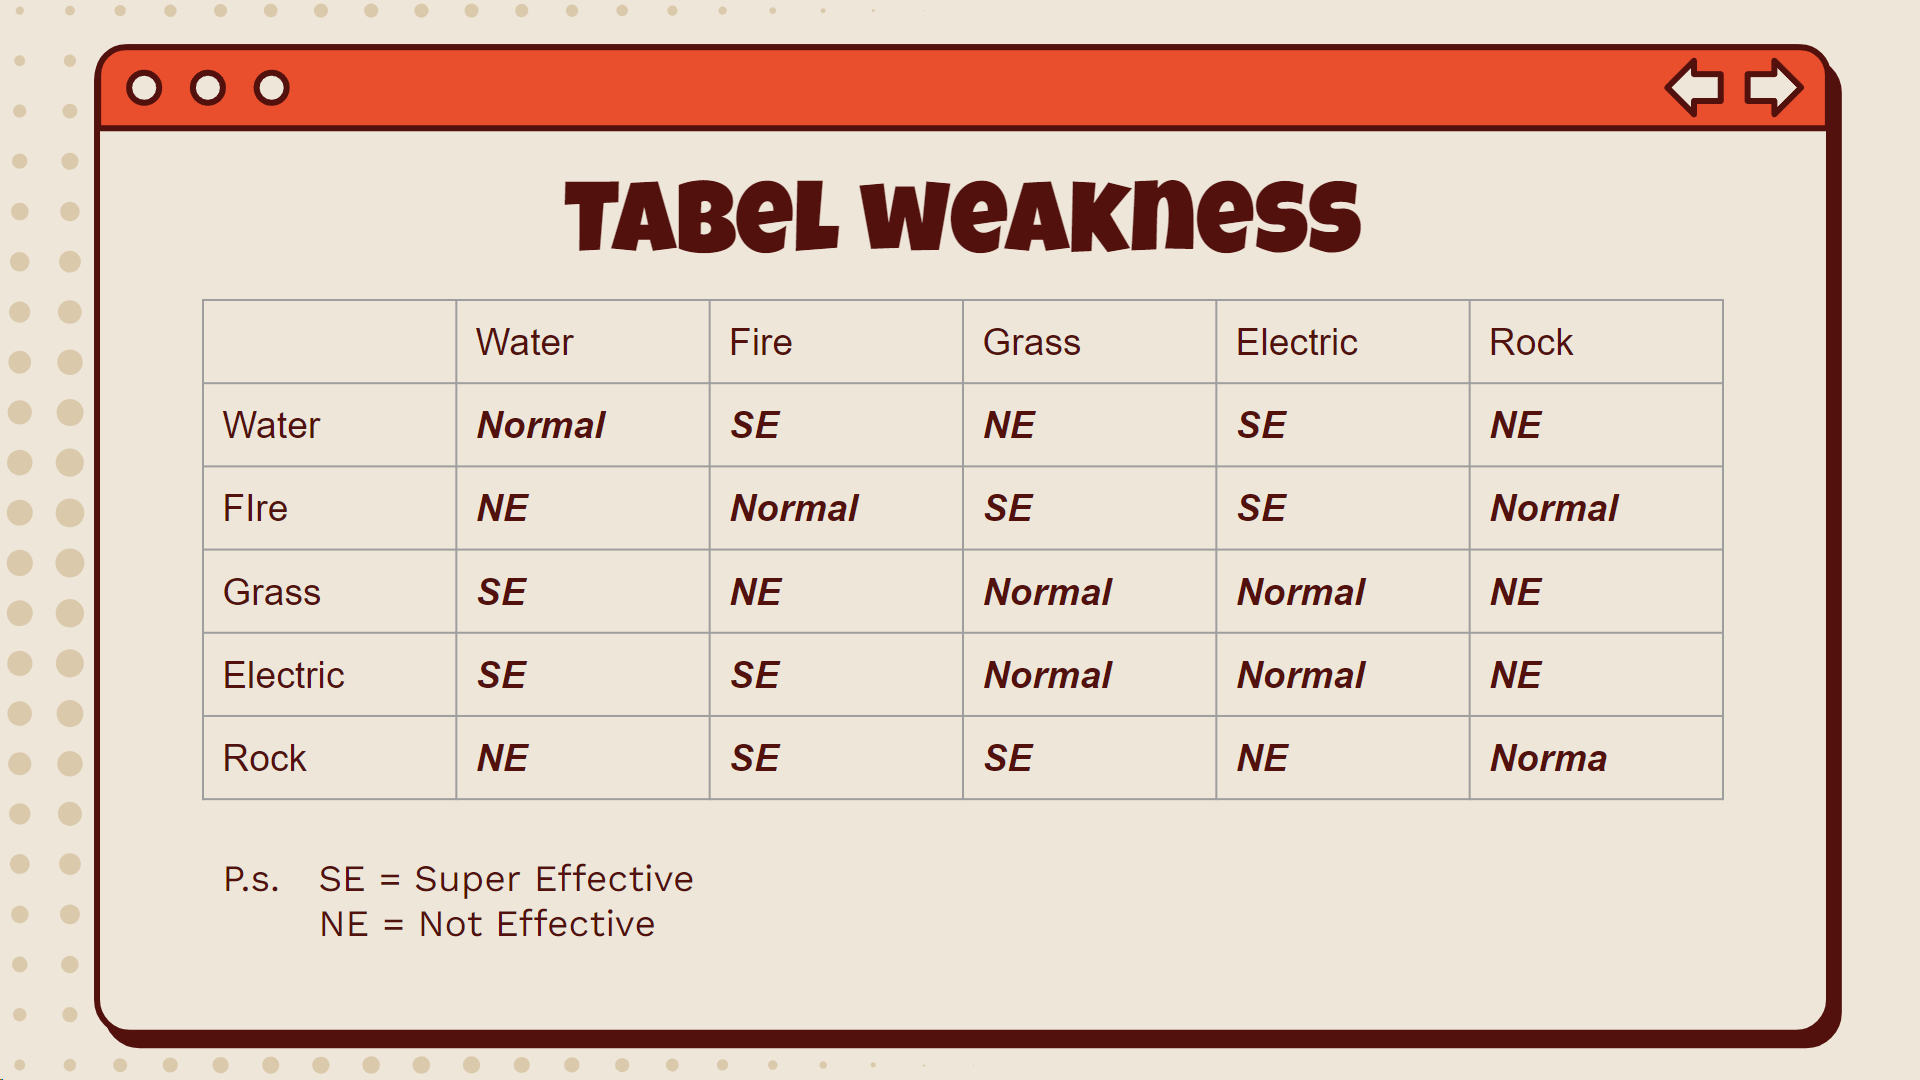 TABEL WEAKNESS
Water Fire Grass Electric Rock
Water Normal SE NE SE NE
FIre NE Normal SE SE Normal
Grass SE NE Normal Normal NE
Electric SE SE Normal Normal NE
Rock NE SE SE NE Norma
P.s. SE = Super Effective
NE = Not Effective